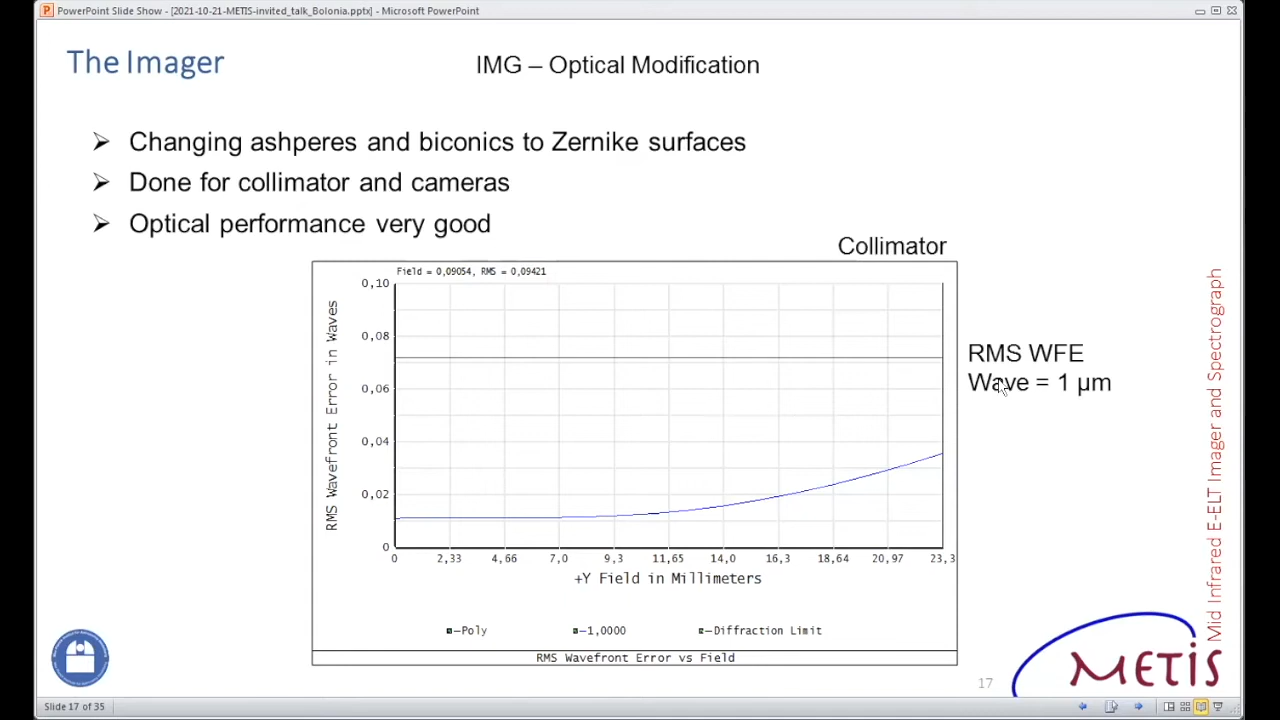 PowerPoint Slide Show - [2021-10-21-METIS-invited_talk_Bolonia.pptx] - Microsoft PowerPoint
The Imager
IMG – Optical Modification
➢ Changing ashperes and biconics to Zernike surfaces
➢ Done for collimator and cameras
➢ Optical performance very good
Collimator
Field = 0,09054, RMS = 0,09421
0,10
0,08
0,06
0,04
0,02
0
RMS Wavefront Error in Waves
0 2,33 4,66 7,0 9,3 11,65 14,0 16,3 18,64 20,97 23,3
+Y Field in Millimeters
Poly 1,0000 Diffraction Limit
RMS Wavefront Error vs Field
RMS WFE
Wave = 1 µm
Mid Infrared E-ELT Imager and Spectrograph
METIS
17
Slide 17 of 35